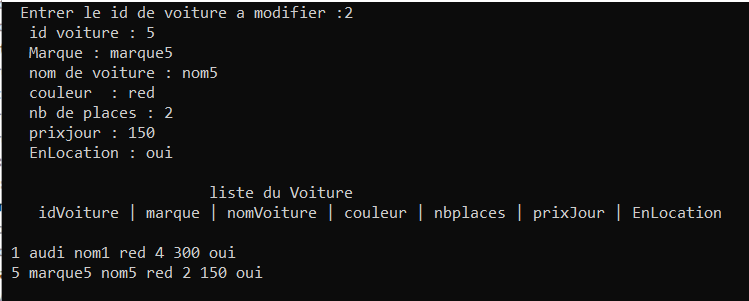 Entrer le id de voiture a modifier :2
id voiture : 5
Marque : marque5
nom de voiture : nom5
couleur  : red
nb de places : 2
prixjour : 150
EnLocation : oui
liste du Voiture
idVoiture | marque | nomVoiture | couleur | nbplaces | prixJour | EnLocation
1 audi nom1 red 4 300 oui
5 marque5 nom5 red 2 150 oui